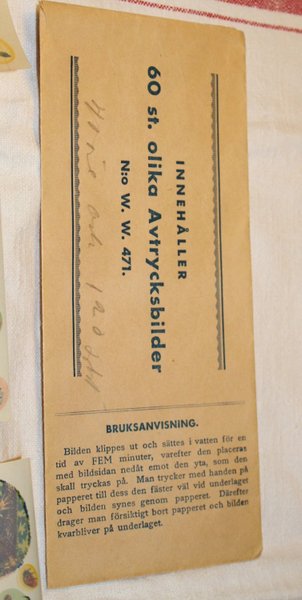 INNEHÅLLER
60 st. olika Avtrycksbilder
N:o W. W. 471.
BRUKSANVISNING.
Bilden klippes ut och sättes i vatten för en
tid av FEM minuter, varefter den placeras
med bildsidan nedåt emot den yta, som den
skall tryckas på. Man trycker med handen på
papperet till dess den fäster väl vid underlaget
och bilden synes genom papperet. Därefter
drager man försiktigt bort papperet och bilden
kvarbliver på underlaget.